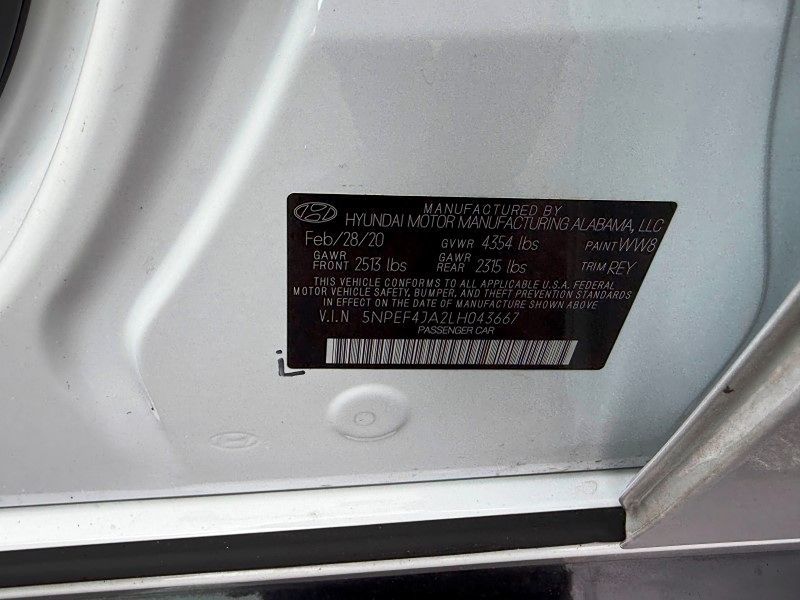 MANUFACTURED BY
HYUNDAI MOTOR MANUFACTURING ALABAMA, LLC
Feb/28/20 GVWR 4354 lbs PAINT WW8
GAWR FRONT 2513 lbs GAWR REAR 2315 lbs TRIM REY
THIS VEHICLE CONFORMS TO ALL APPLICABLE U.S.A. FEDERAL
MOTOR VEHICLE SAFETY, BUMPER, AND THEFT PREVENTION STANDARDS
IN EFFECT ON THE DATE OF MANUFACTURE SHOWN ABOVE.
V.I.N 5NPEF4JA2LH043667
PASSENGER CAR